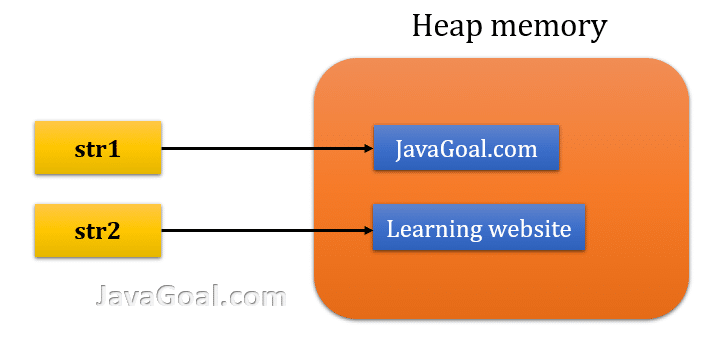 Heap memory
str1
JavaGoal.com
str2
Learning website
JavaGoal.com